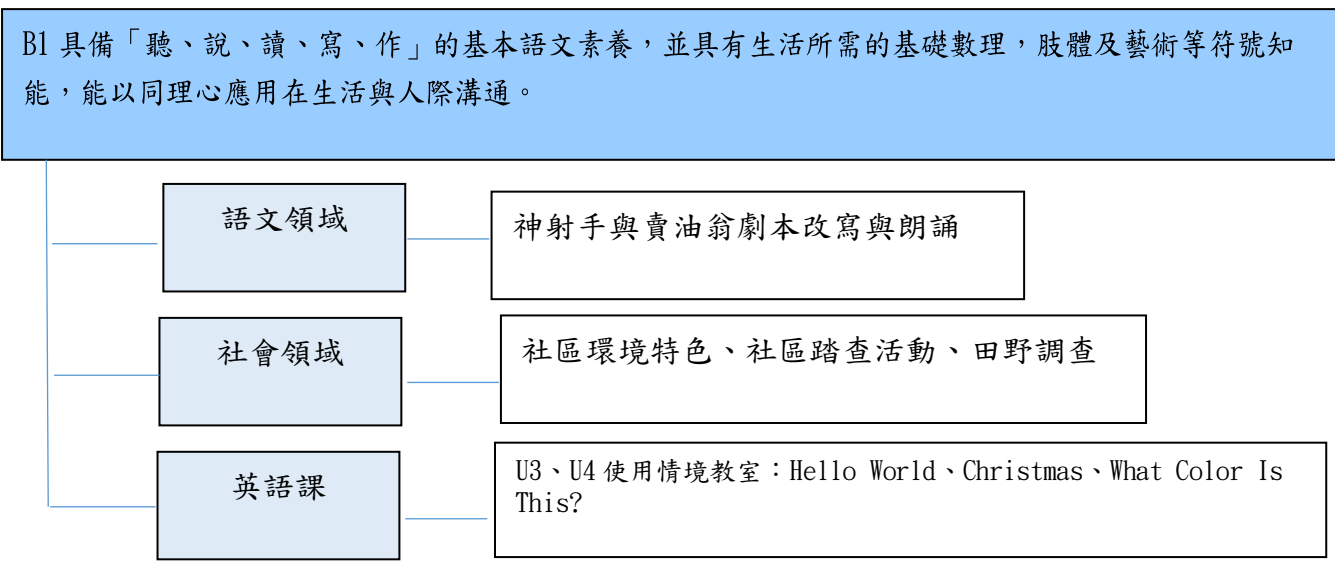 B1 具備「聽、說、讀、寫、作」的基本語文素養，並具有生活所需的基礎數理，肢體及藝術等符號知
能，能以同理心應用在生活與人際溝通。
語文領域
神射手與賣油翁劇本改寫與朗誦
社會領域
社區環境特色、社區踏查活動、田野調查
英語課
U3、U4 使用情境教室：Hello World、Christmas、What Color Is
This?